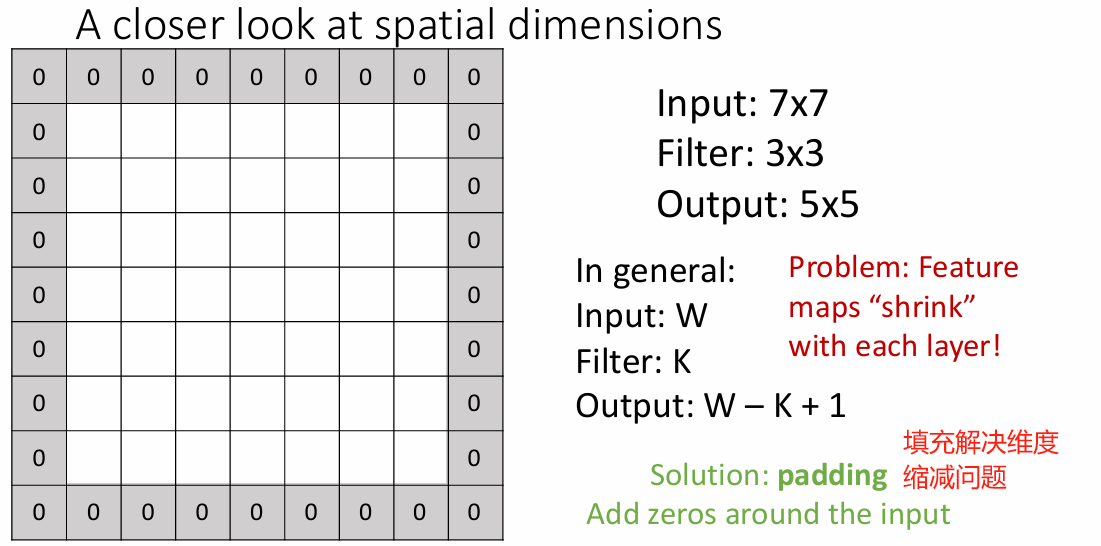 A closer look at spatial dimensions
0 0 0 0 0 0 0 0 0
0 0
0 0
0 0
0 0
0 0
0 0
0 0
0 0 0 0 0 0 0 0 0
Input: 7x7
Filter: 3x3
Output: 5x5
In general:
Input: W
Filter: K
Output: W – K + 1
Problem: Feature
maps “shrink”
with each layer!
Solution: padding
Add zeros around the input
填充解决维度
缩减问题